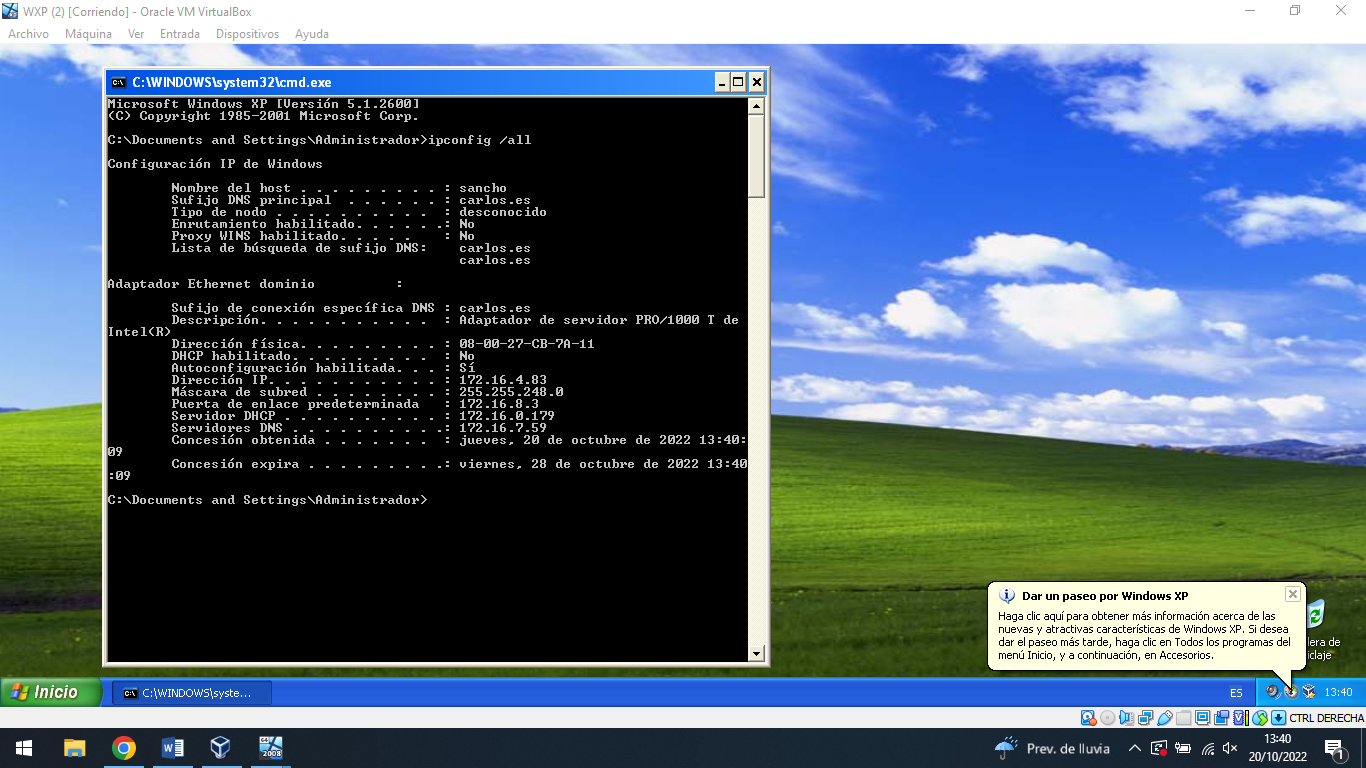 WXP (2) [Corriendo] - Oracle VM VirtualBox
Archivo Máquina Ver Entrada Dispositivos Ayuda
C:\WINDOWS\system32\cmd.exe
Microsoft Windows XP [Versión 5.1.2600]
(C) Copyright 1985-2001 Microsoft Corp.
C:\Documents and Settings\Administrador>ipconfig /all
Configuración IP de Windows
Nombre del host . . . . . . . . . : sancho
Sufijo DNS principal . . . . . . : carlos.es
Tipo de nodo . . . . . . . . . . : desconocido
Enrutamiento habilitado. . . . . .: No
Proxy WINS habilitado. . . . . : No
Lista de búsqueda de sufijo DNS: carlos.es
carlos.es
Adaptador Ethernet dominio :
Sufijo de conexión específica DNS : carlos.es
Descripción. . . . . . . . . . . : Adaptador de servidor PRO/1000 T de
Intel(R)
Dirección física. . . . . . . . . : 08-00-27-CB-7A-11
DHCP habilitado. . . . . . . . . : No
Autoconfiguración habilitada. . . : Sí
Dirección IP. . . . . . . . . . . : 172.16.4.83
Máscara de subred . . . . . . . . : 255.255.248.0
Puerta de enlace predeterminada : 172.16.8.3
Servidor DHCP . . . . . . . . . . : 172.16.0.179
Servidores DNS . . . . . . . . . .: 172.16.7.59
Concesión obtenida . . . . . . . : jueves, 20 de octubre de 2022 13:40:
09
Concesión expira . . . . . . . . .: viernes, 28 de octubre de 2022 13:40
:09
C:\Documents and Settings\Administrador>
Dar un paseo por Windows XP
Haga clic aquí para obtener más información acerca de las
nuevas y atractivas características de Windows XP. Si desea
dar el paseo más tarde, haga clic en Todos los programas del
menú Inicio, y a continuación, en Accesorios.
lera de
iclaje
Inicio
C:\WINDOWS\syste...
ES
13:40
CTRL DERECHA
2008
Prev. de lluvia
13:40
20/10/2022
1